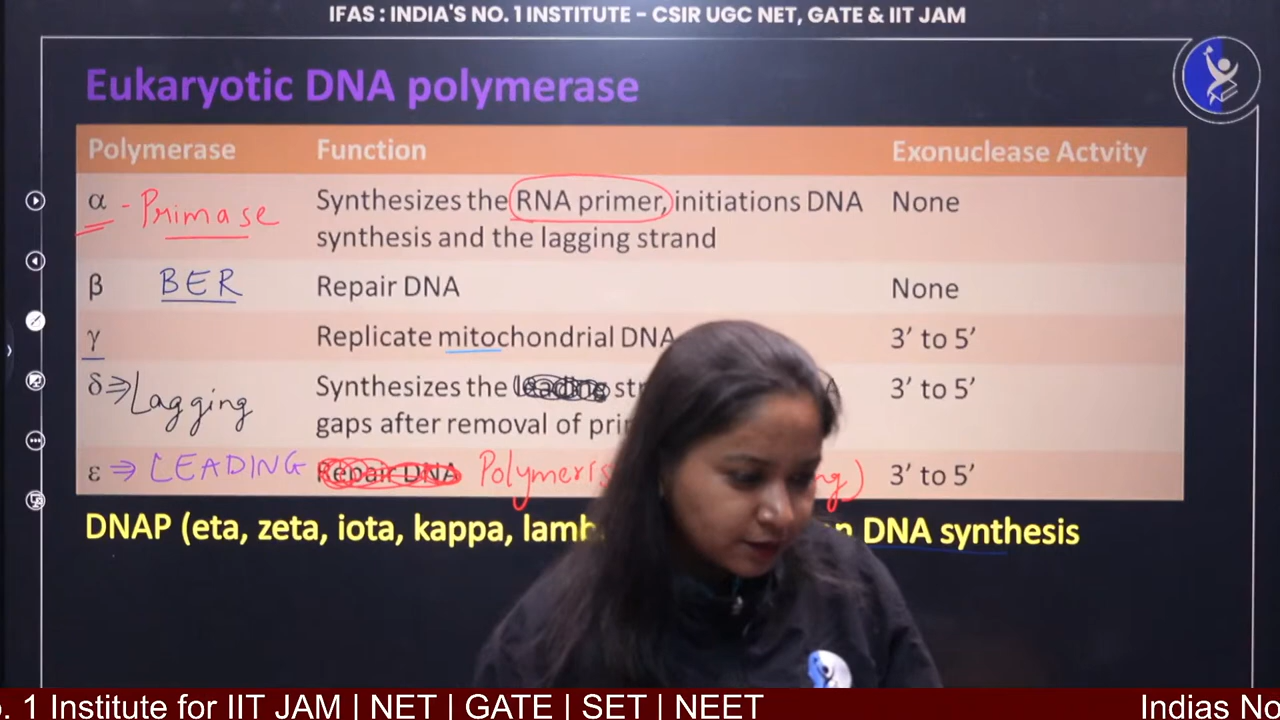 IFAS : INDIA'S NO. 1 INSTITUTE - CSIR UGC NET, GATE & IIT JAM
Eukaryotic DNA polymerase
Polymerase Function Exonuclease Actvity
α - Primase Synthesizes the RNA primer, initiations DNA None
synthesis and the lagging strand
β BER Repair DNA None
γ Replicate mitochondrial DNA 3' to 5'
δ ⇒ Lagging Synthesizes the leading 3' to 5'
gaps after removal of
ε ⇒ LEADING Repair DNA 3' to 5'
DNAP (eta, zeta, iota, kappa, DNA synthesis
1 Institute for IIT JAM | NET | GATE | SET | NEET Indias No